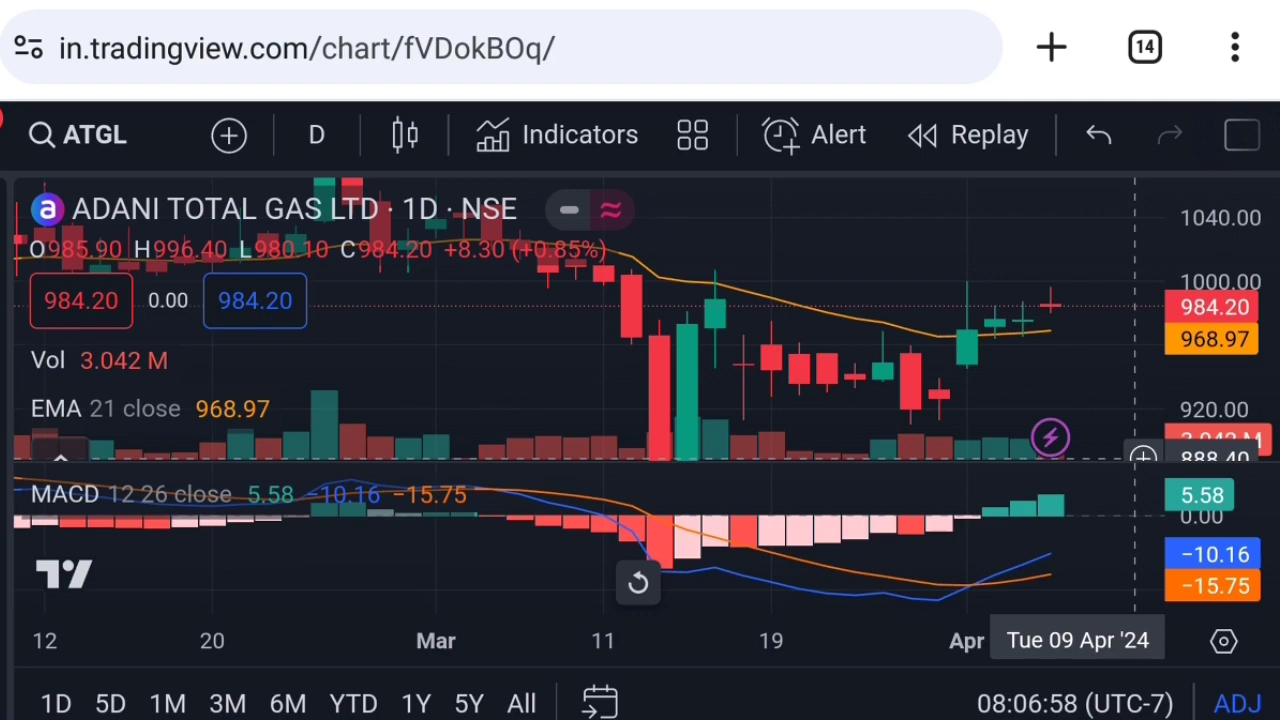 in.tradingview.com/chart/fVDokBOq/ 14
ATGL D Indicators Alert Replay
a ADANI TOTAL GAS LTD · 1D · NSE
O985.90 H996.40 L980.10 C984.20 +8.30 (+0.85%)
984.20 0.00 984.20
Vol 3.042 M
EMA 21 close 968.97
1040.00
1000.00
984.20
968.97
920.00
3.042 M
888.40
MACD 12 26 close 5.58 −10.16 −15.75
5.58
0.00
−10.16
−15.75
12 20 Mar 11 19 Apr Tue 09 Apr '24
1D 5D 1M 3M 6M YTD 1Y 5Y All 08:06:58 (UTC-7) ADJ